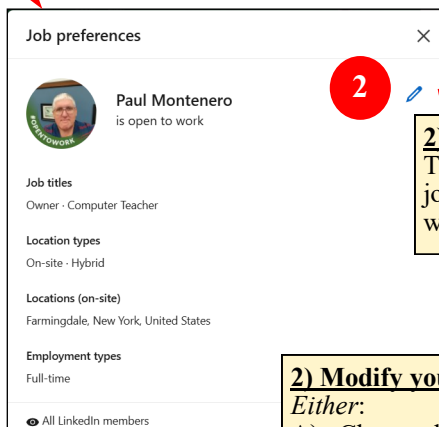 Job preferences
Paul Montenero
is open to work
#OPENTOWORK
2
Job titles
Owner · Computer Teacher
Location types
On-site · Hybrid
Locations (on-site)
Farmingdale, New York, United States
Employment types
Full-time
All LinkedIn members
2) Modify
Either: